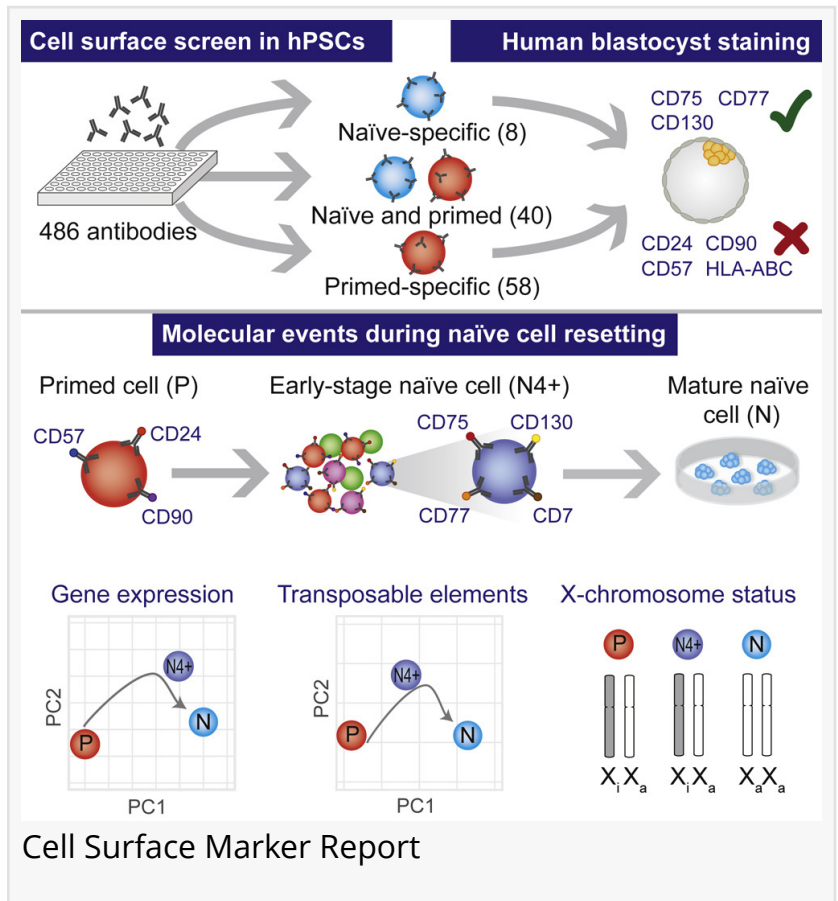 Cell surface screen in hPSCs
Human blastocyst staining
486 antibodies
Naïve-specific (8)
Naïve and primed (40)
Primed-specific (58)
CD75 CD77
CD130
CD24 CD90
CD57 HLA-ABC
Molecular events during naïve cell resetting
Primed cell (P)
Early-stage naïve cell (N4+)
Mature naïve
cell (N)
CD57
CD24
CD90
CD75
CD130
CD77
CD7
Gene expression
PC2
P
N4+
N
PC1
Transposable elements
PC2
P
N4+
N
PC1
X-chromosome status
P N4+ N
XiXa XiXa XaXa
Cell Surface Marker Report